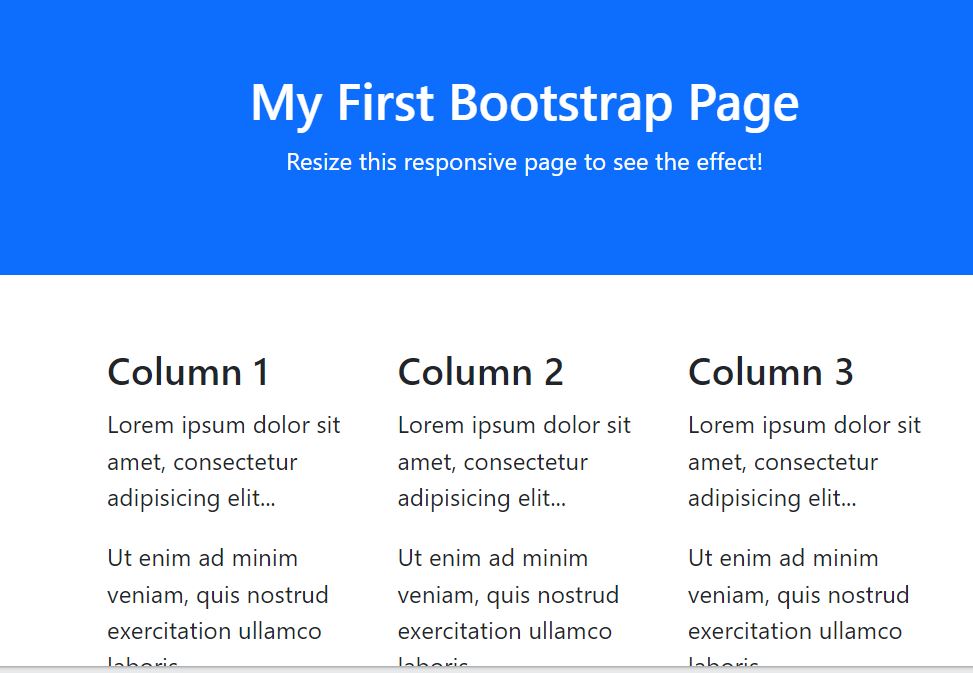 My First Bootstrap Page
Resize this responsive page to see the effect!
Column 1
Lorem ipsum dolor sit
amet, consectetur
adipisicing elit...
Ut enim ad minim
veniam, quis nostrud
exercitation ullamco
laboris
Column 2
Lorem ipsum dolor sit
amet, consectetur
adipisicing elit...
Ut enim ad minim
veniam, quis nostrud
exercitation ullamco
laboris
Column 3
Lorem ipsum dolor sit
amet, consectetur
adipisicing elit...
Ut enim ad minim
veniam, quis nostrud
exercitation ullamco
laboris